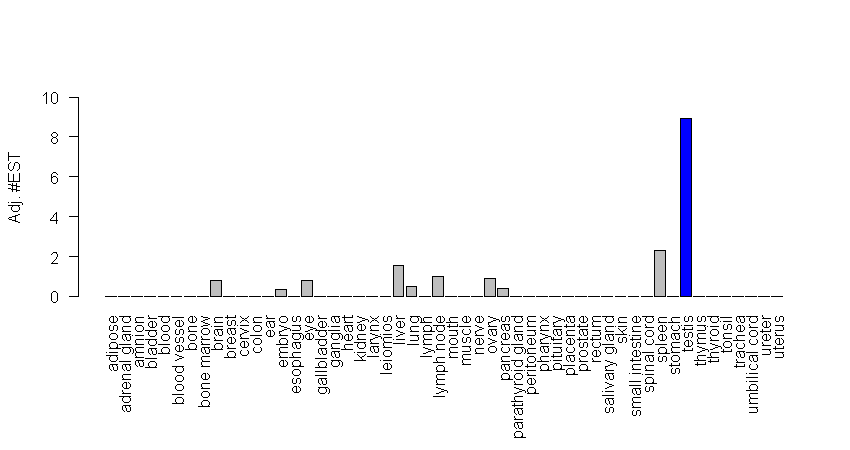 10
8
6
4
2
0
Adj. #EST
adipose
adrenal gland
amnion
bladder
blood
blood vessel
bone
bone marrow
brain
breast
cervix
colon
ear
embryo
esophagus
eye
gallbladder
ganglia
heart
kidney
larynx
leiomios
liver
lung
lymph
lymph node
mouth
muscle
nerve
ovary
pancreas
parathyroid gland
peritoneum
pharynx
pituitary
placenta
prostate
rectum
salivary gland
skin
small intestine
spinal cord
spleen
stomach
testis
thymus
thyroid
tonsil
trachea
umbilical cord
ureter
uterus